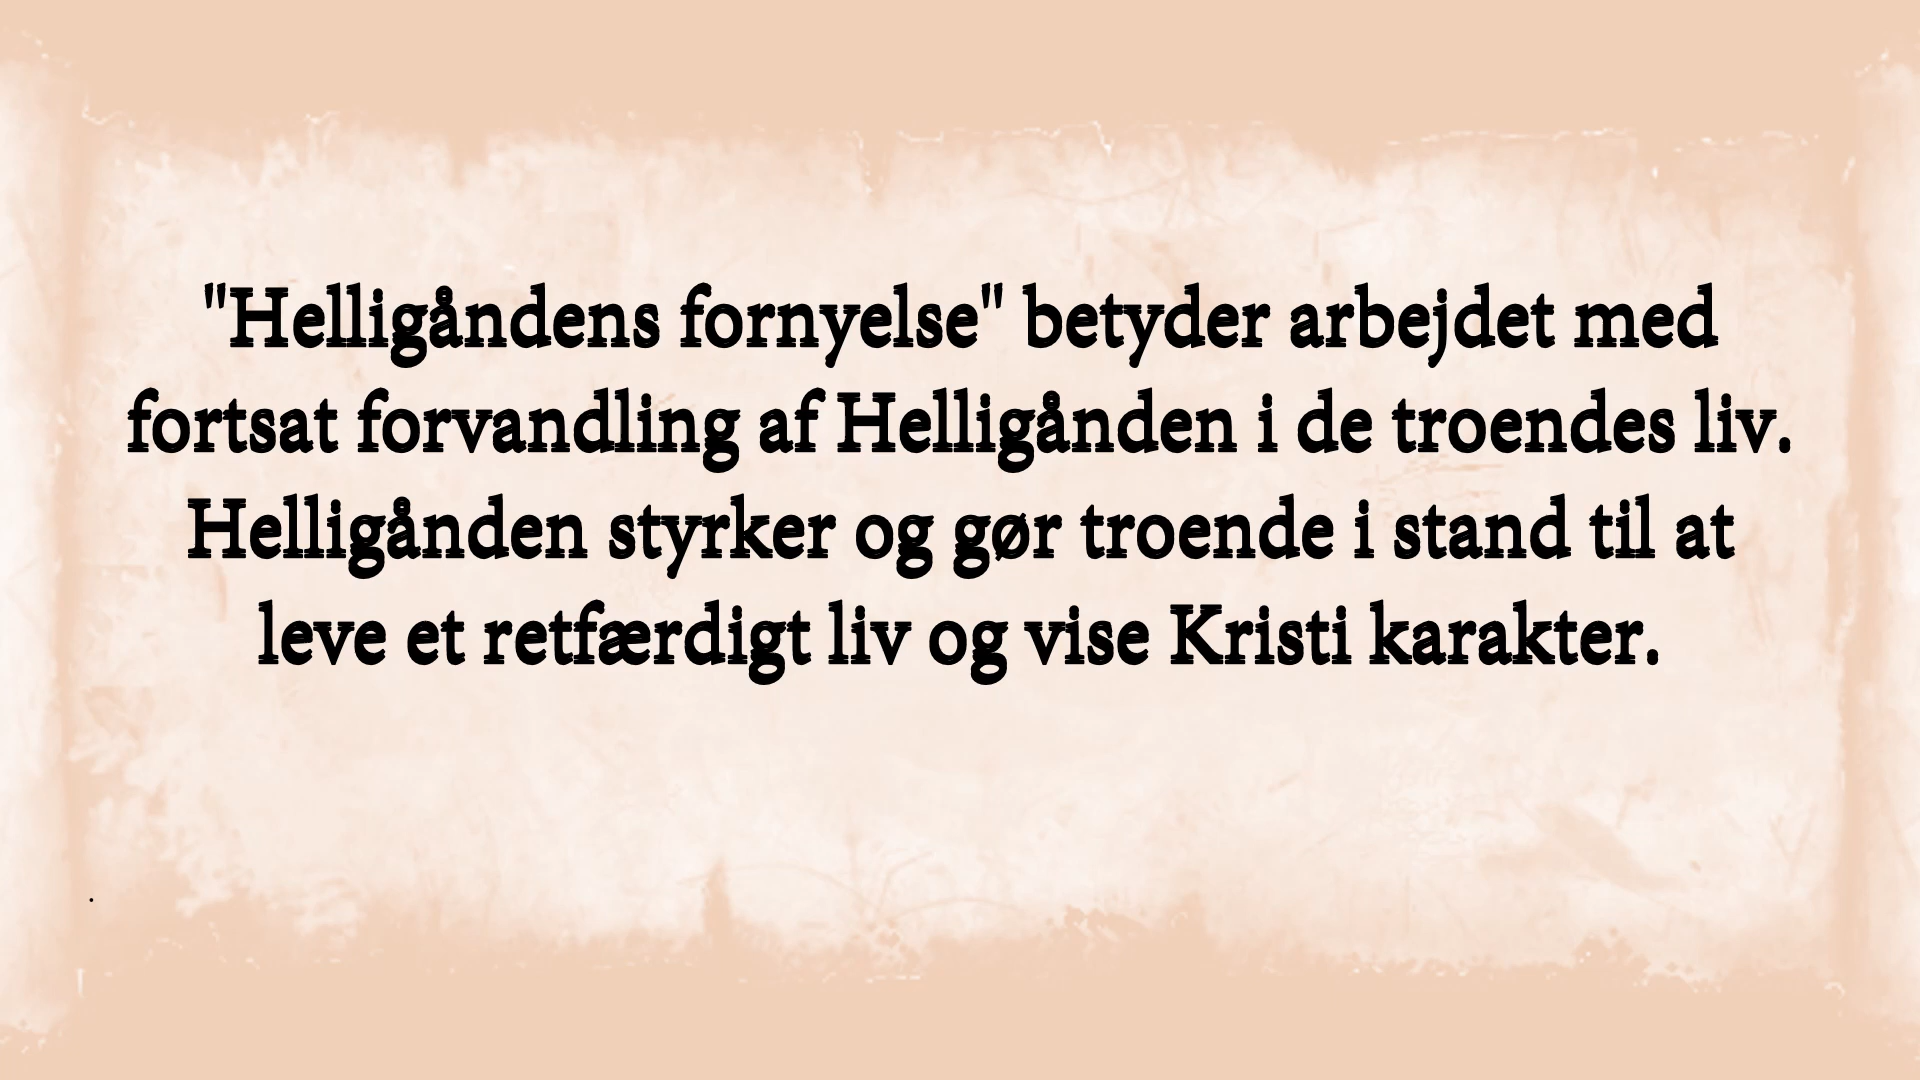 "Helligåndens fornyelse" betyder arbejdet med
fortsat forvandling af Helligånden i de troendes liv.
Helligånden styrker og gør troende i stand til at
leve et retfærdigt liv og vise Kristi karakter.
.